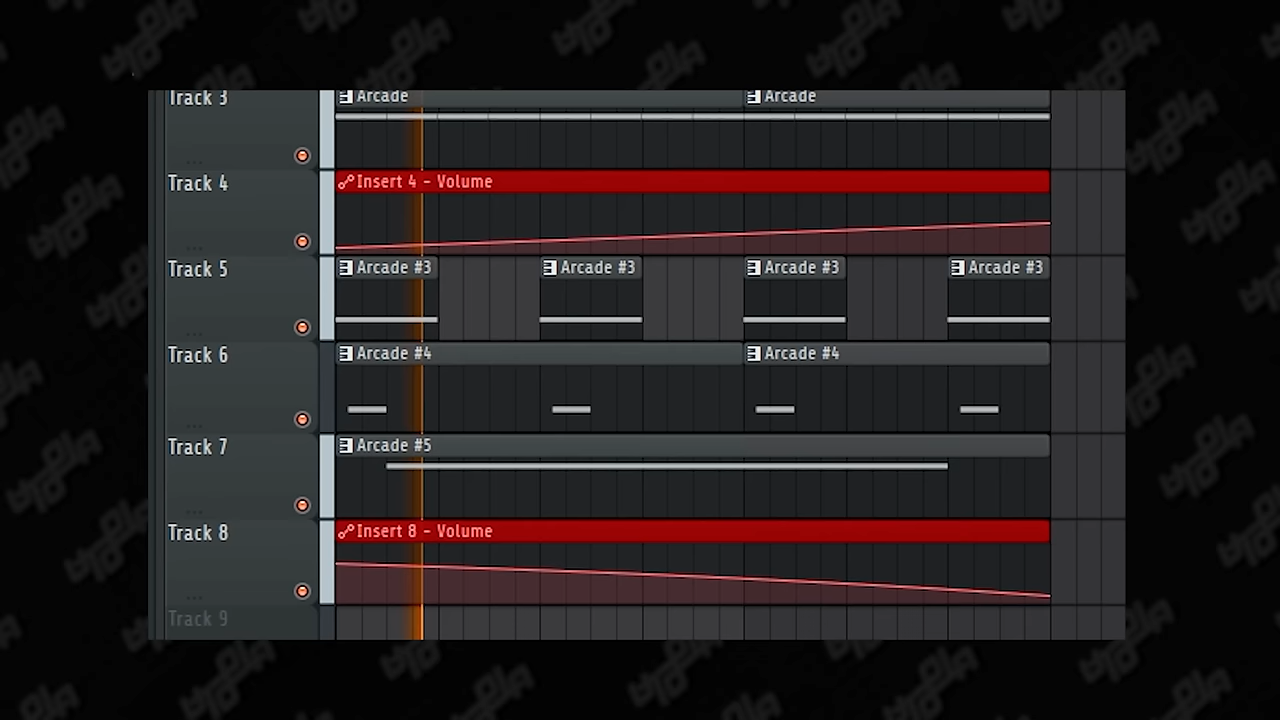 Track 3
Arcade
Arcade
Track 4
Insert 4 - Volume
Track 5
Arcade #3
Arcade #3
Arcade #3
Arcade #3
Track 6
Arcade #4
Arcade #4
Track 7
Arcade #5
Track 8
Insert 8 - Volume
Track 9